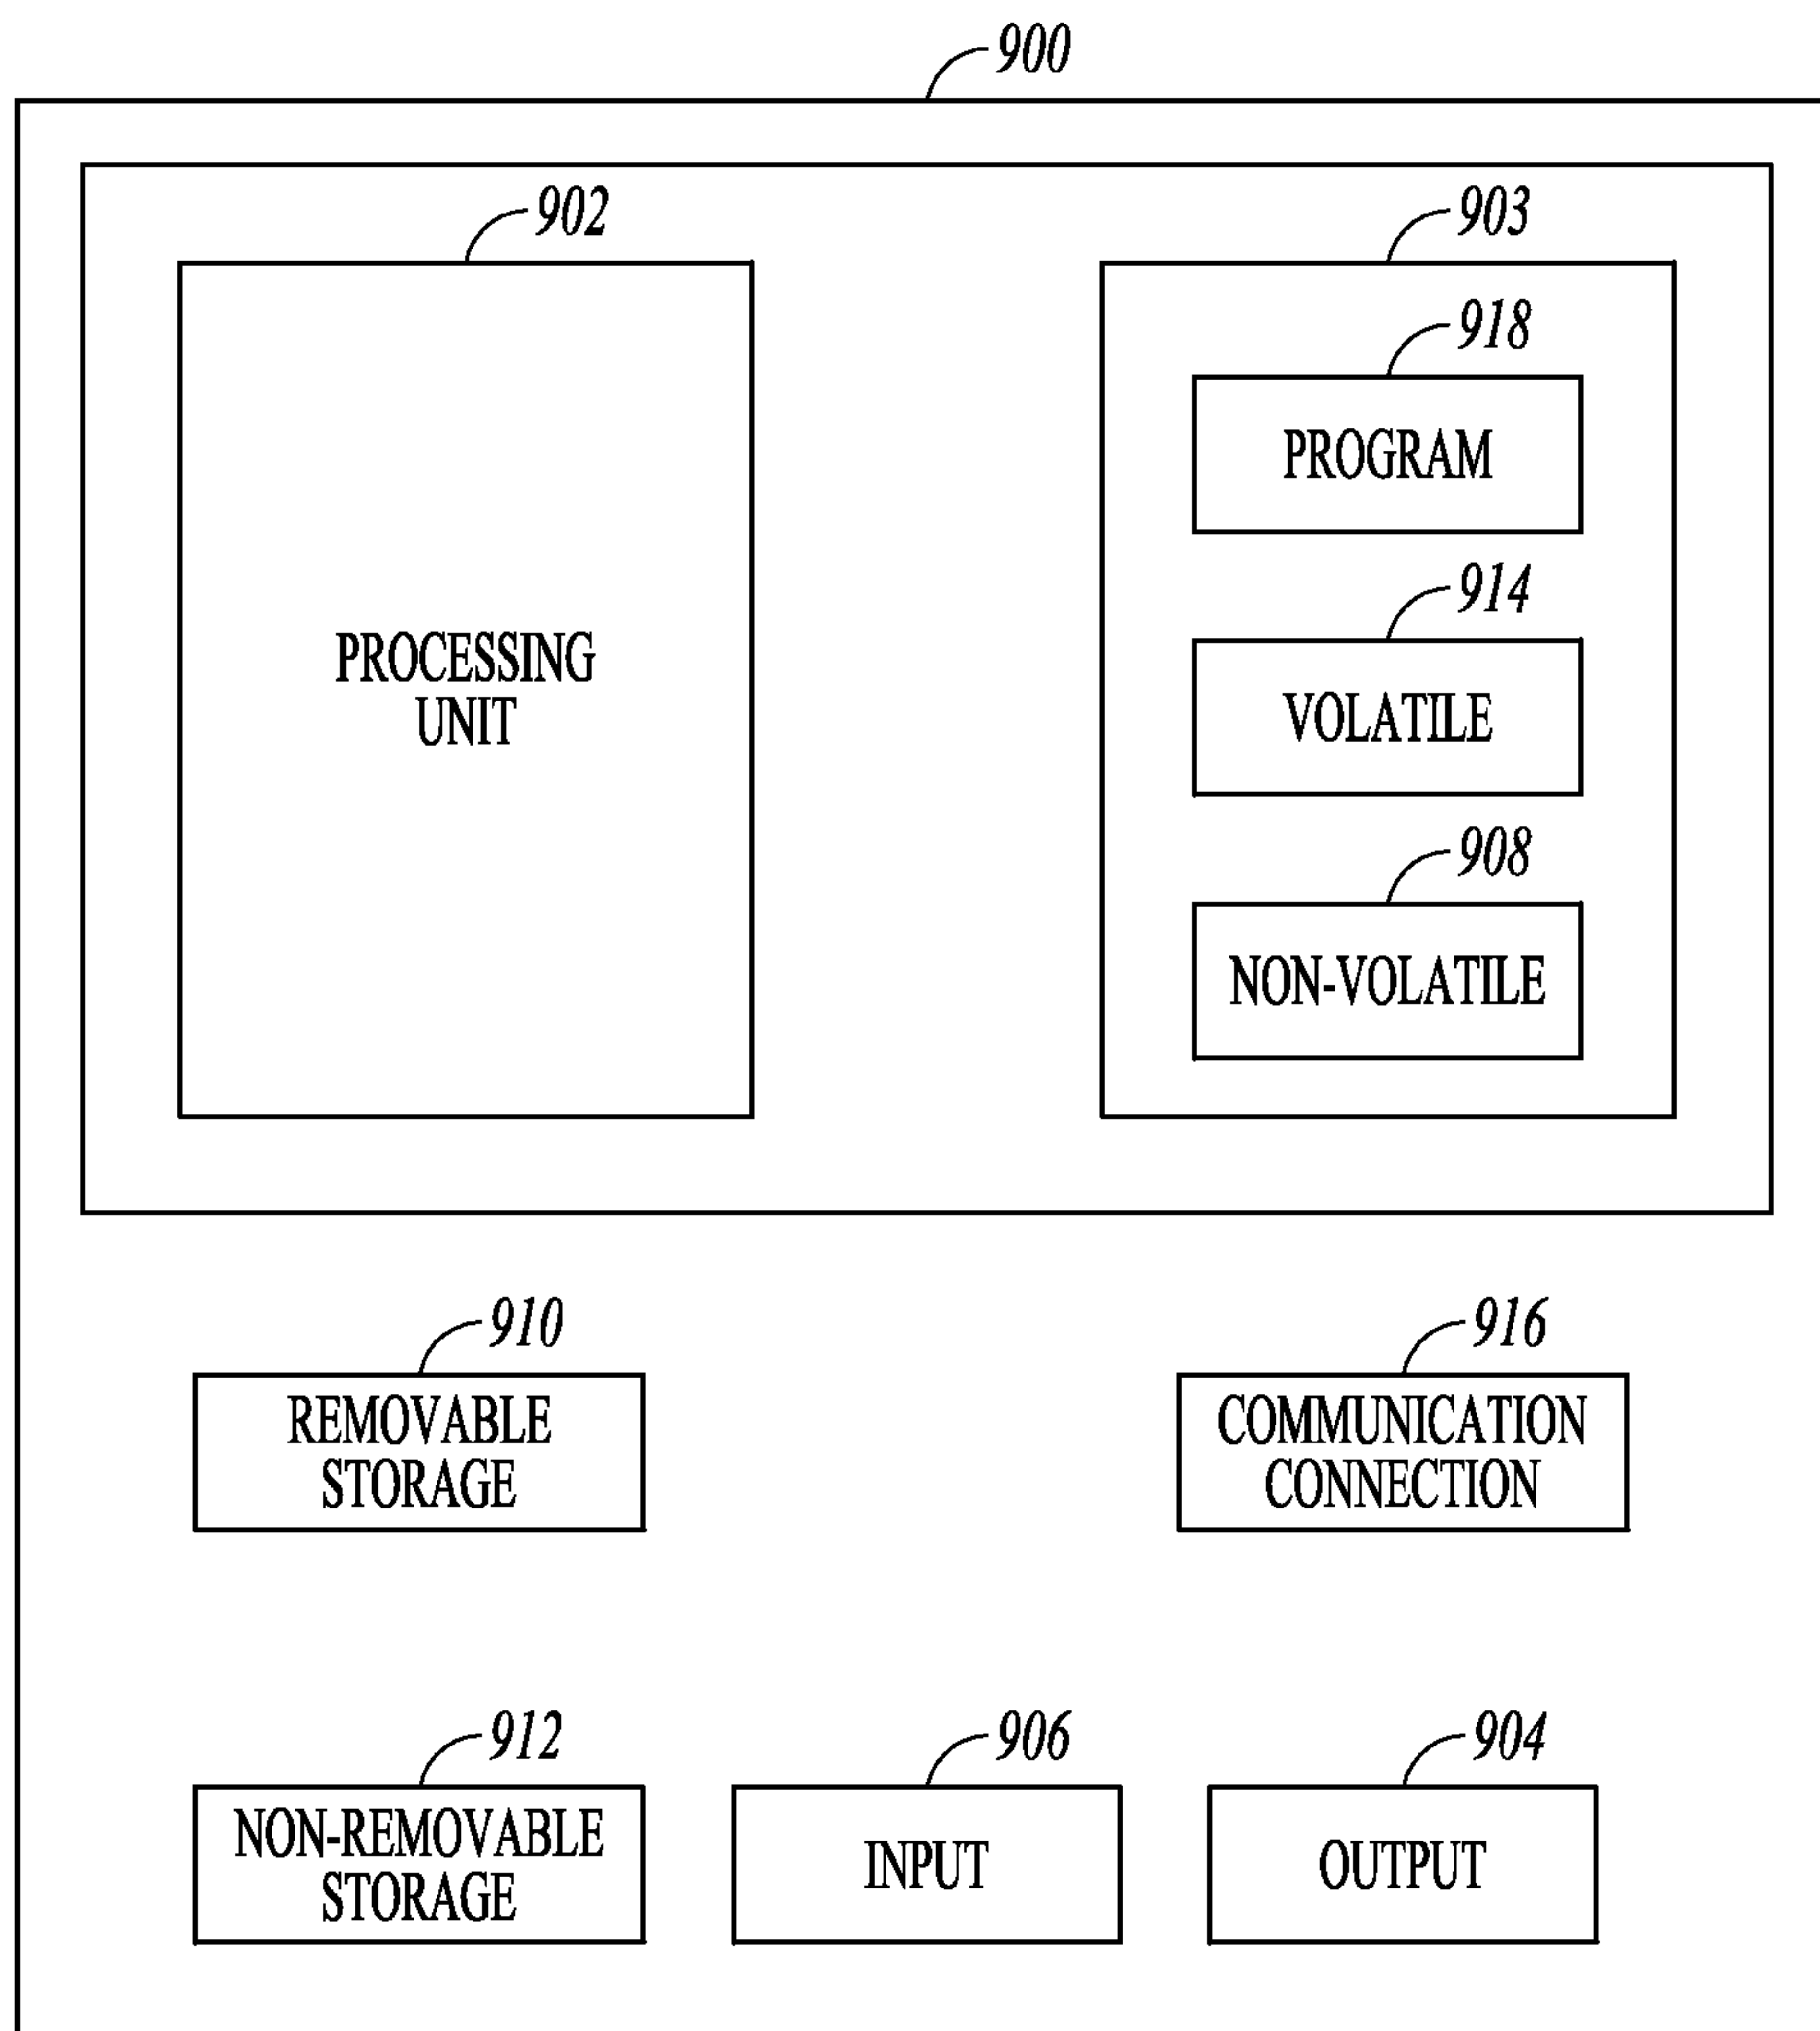 900
902
903
918
PROGRAM
914
PROCESSING
UNIT
VOLATILE
908
NON-VOLATILE
910
916
REMOVABLE
STORAGE
COMMUNICATION
CONNECTION
912
906
904
NON-REMOVABLE
STORAGE
INPUT
OUTPUT